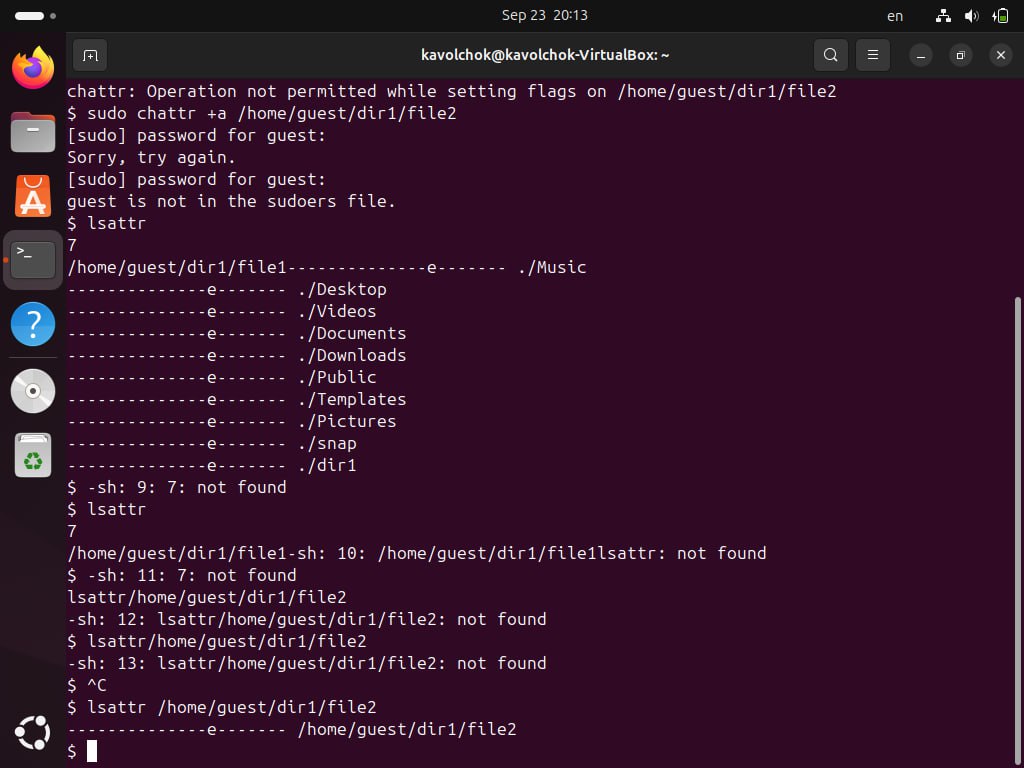 Sep 23 20:13
en
kavolchok@kavolchok-VirtualBox: ~
chattr: Operation not permitted while setting flags on /home/guest/dir1/file2
$ sudo chattr +a /home/guest/dir1/file2
[sudo] password for guest:
Sorry, try again.
[sudo] password for guest:
guest is not in the sudoers file.
$ lsattr
7
/home/guest/dir1/file1--------------e------- ./Music
--------------e------- ./Desktop
--------------e------- ./Videos
--------------e------- ./Documents
--------------e------- ./Downloads
--------------e------- ./Public
--------------e------- ./Templates
--------------e------- ./Pictures
--------------e------- ./snap
--------------e------- ./dir1
$ -sh: 9: 7: not found
$ lsattr
7
/home/guest/dir1/file1-sh: 10: /home/guest/dir1/file1lsattr: not found
$ -sh: 11: 7: not found
lsattr/home/guest/dir1/file2
-sh: 12: lsattr/home/guest/dir1/file2: not found
$ lsattr/home/guest/dir1/file2
-sh: 13: lsattr/home/guest/dir1/file2: not found
$ ^C
$ lsattr /home/guest/dir1/file2
--------------e------- /home/guest/dir1/file2
$